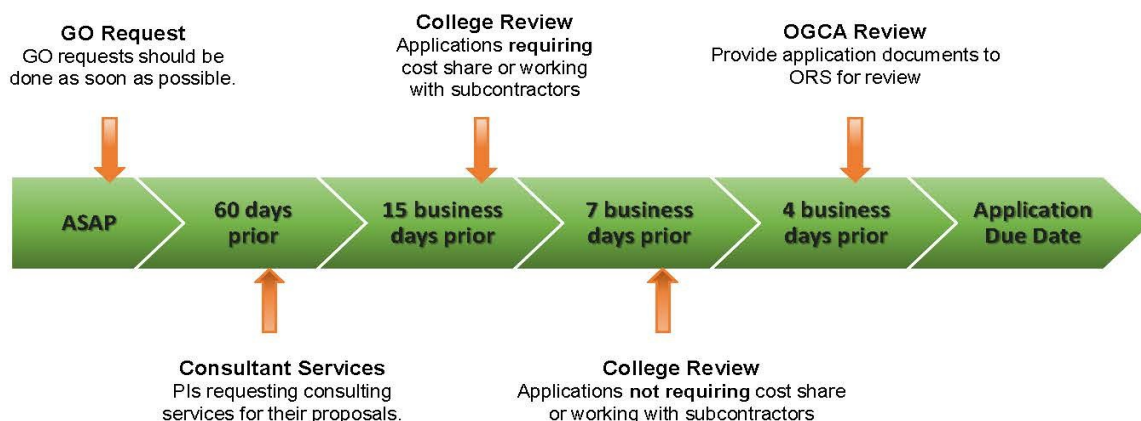 GO Request
GO requests should be
done as soon as possible.
College Review
Applications requiring
cost share or working
with subcontractors
OGCA Review
Provide application documents to
ORS for review
ASAP
60 days
prior
15 business
days prior
7 business
days prior
4 business
days prior
Application
Due Date
Consultant Services
PIs requesting consulting
services for their proposals.
College Review
Applications not requiring cost share
or working with subcontractors